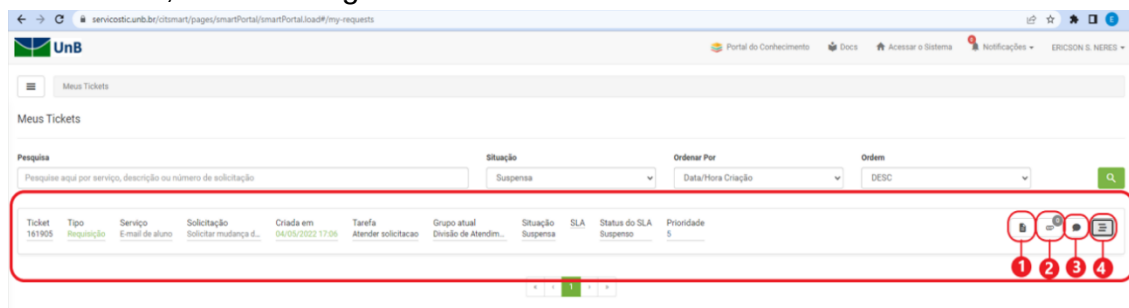 servicostic.unb.br/citsmart/pages/smartPortal/smartPortal.load#/my-requests
UnB
Portal do Conhecimento Docs Acessar o Sistema 0 Notificações ERICSON S. NERES
Meus Tickets
Meus Tickets
Pesquisa Situação Ordenar Por Ordem
Pesquise aqui por serviço, descrição ou número de solicitação Suspensa Data/Hora Criação DESC
Ticket Tipo Serviço Solicitação Criada em Tarefa Grupo atual Situação SLA Status do SLA Prioridade
161905 Requisição E-mail de aluno Solicitar mudança d... 04/05/2022 17:06 Atender solicitacao Divisão de Atendim... Suspensa Suspenso 5
0
1 2 3 4
« ‹ 1 › »